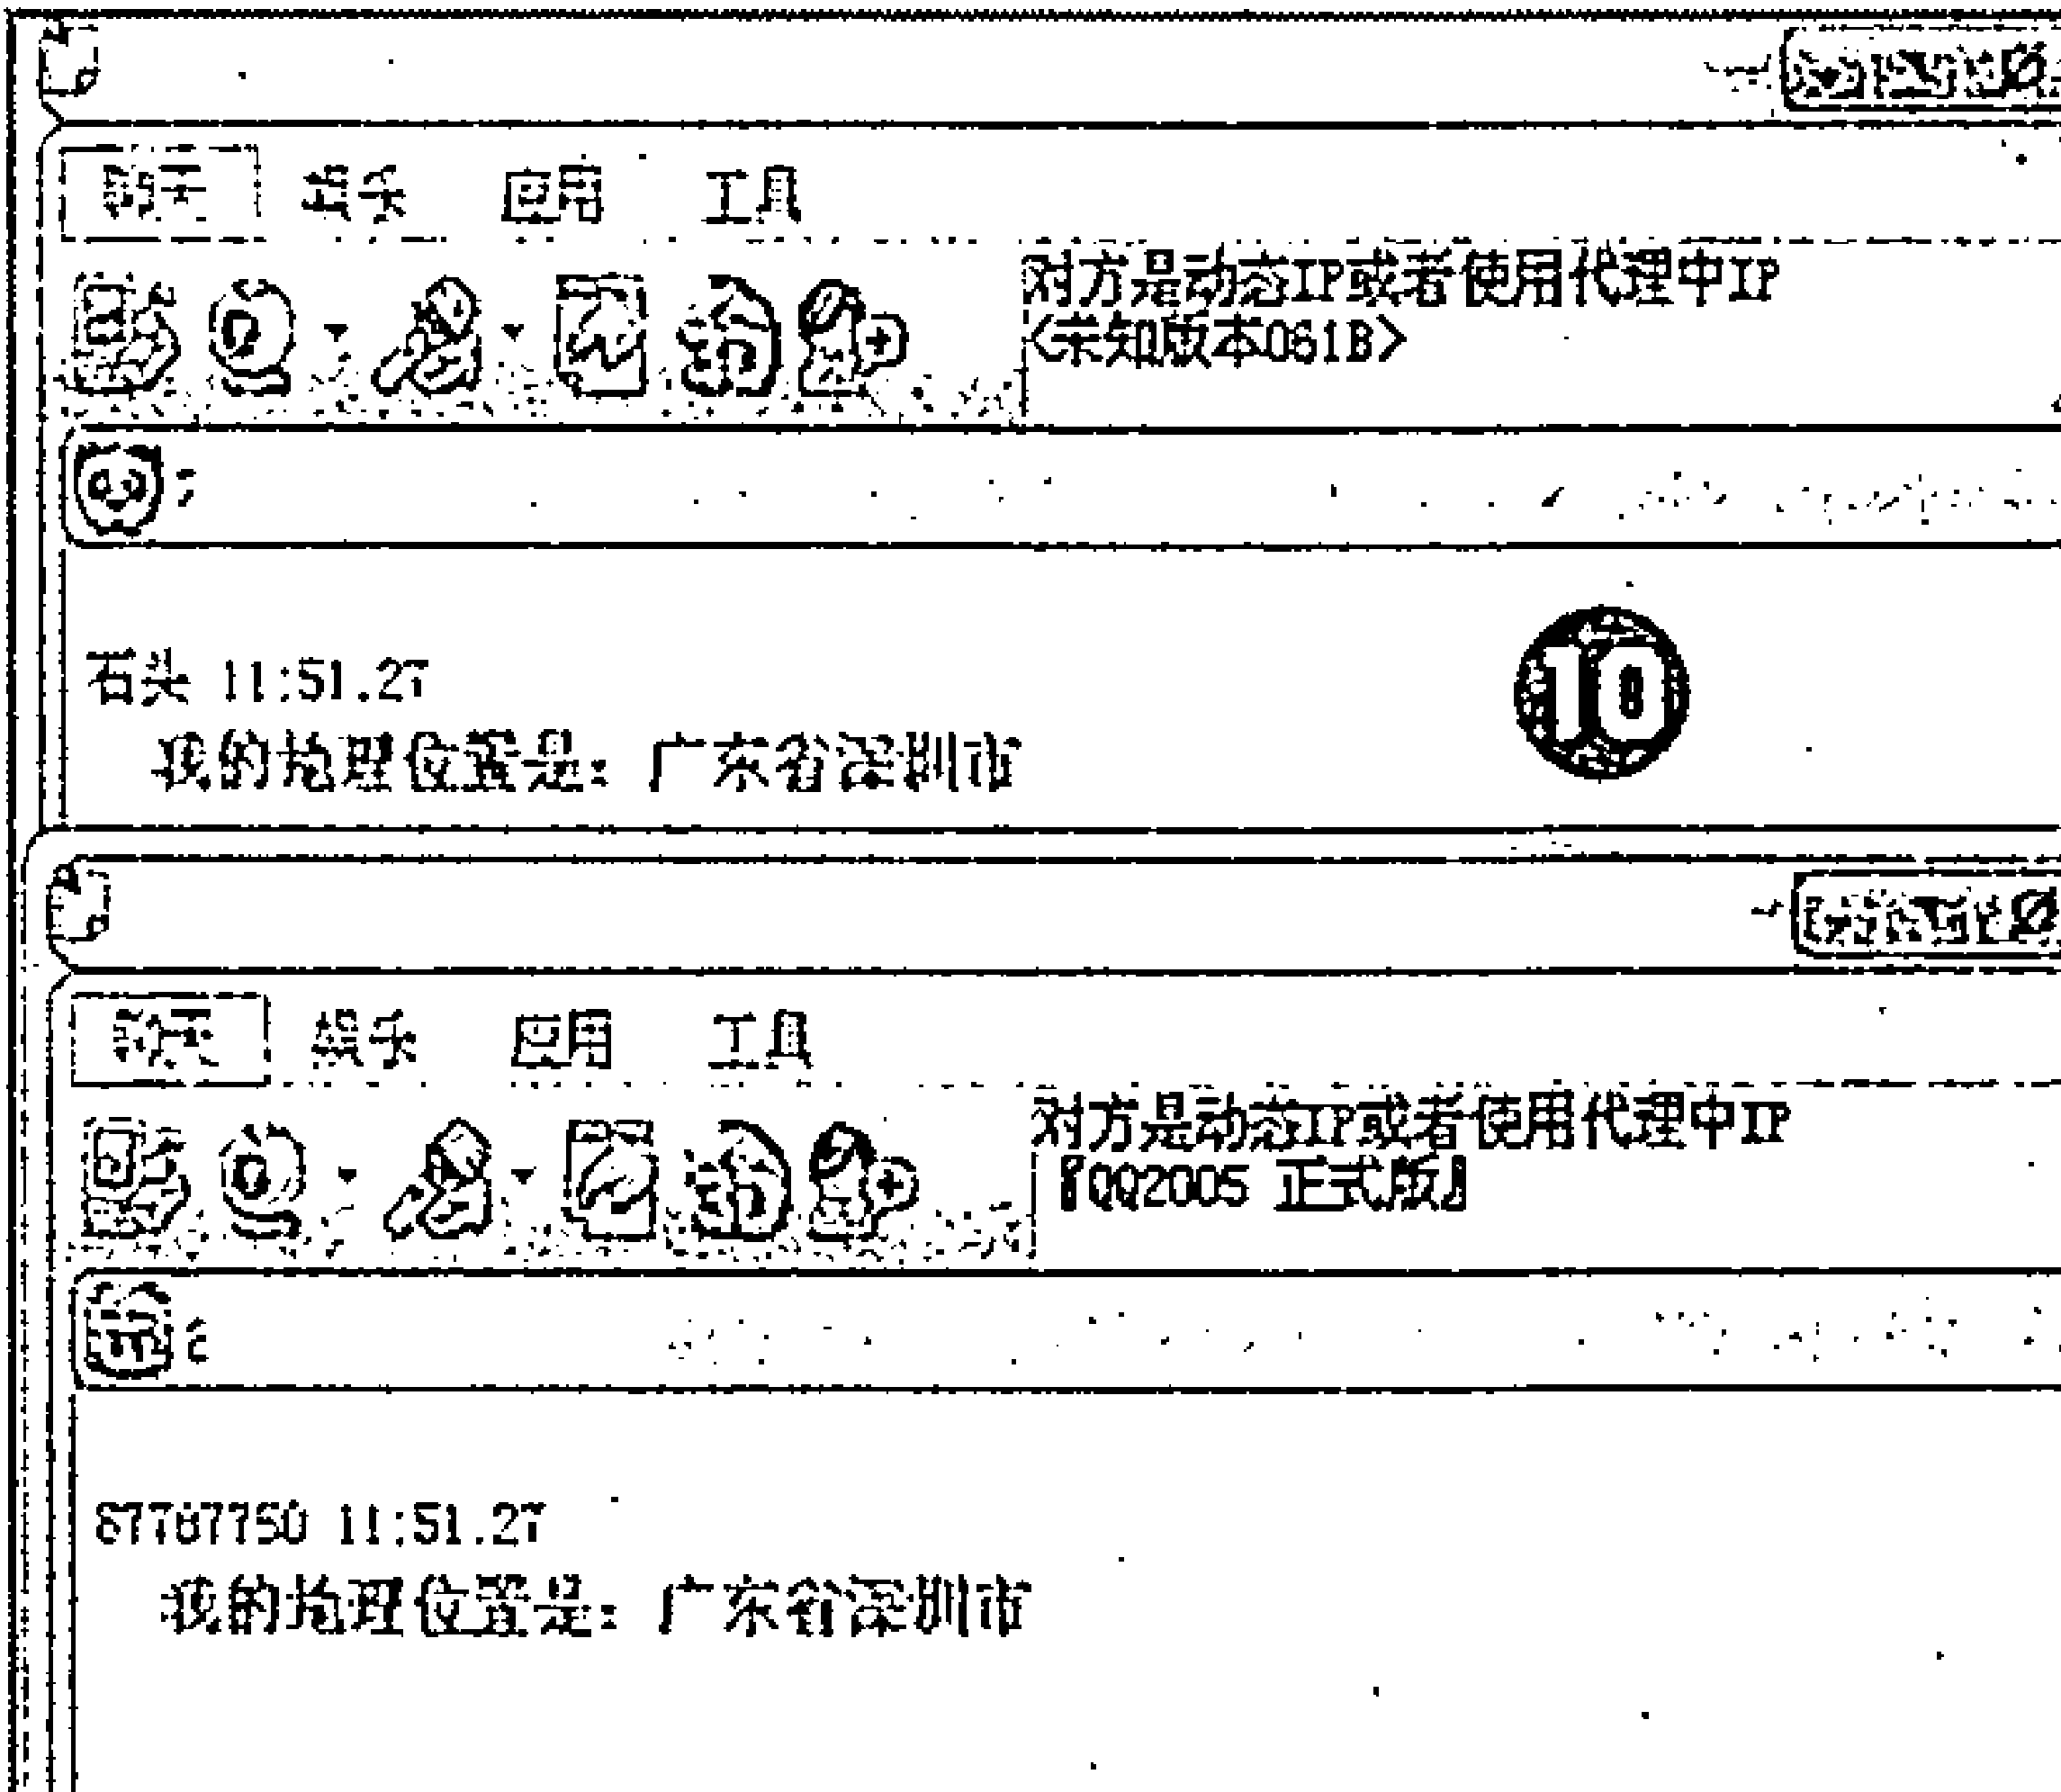 聊天 娱乐 应用 工具
对方是动态IP或者使用代理中IP
<未知版本061B>
石头 11:51.27
我的地理位置是：广东省深圳市
10
聊天 娱乐 应用 工具
对方是动态IP或者使用代理中IP
『QQ2005 正式版』
87787750 11:51.27
我的地理位置是：广东省深圳市